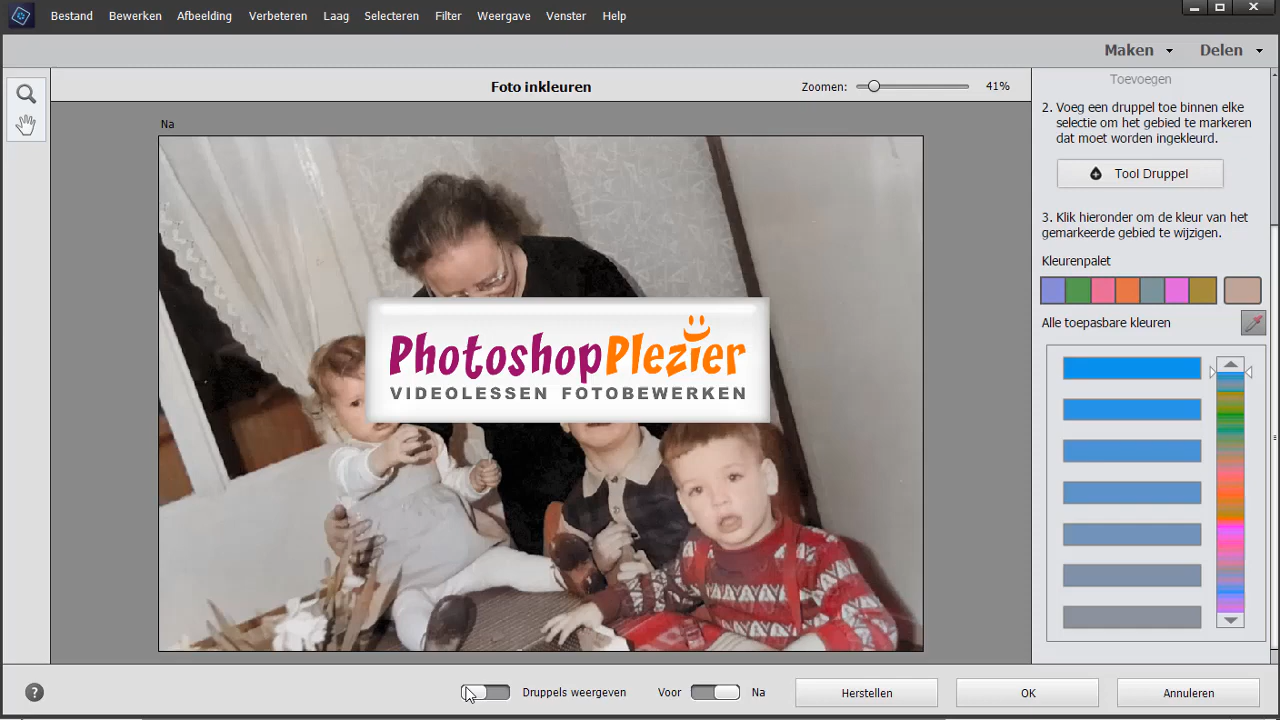 Bestand Bewerken Afbeelding Verbeteren Laag Selecteren Filter Weergave Venster Help
Maken Delen
Foto inkleuren
Zoomen: 41%
Na
Toevoegen
2. Voeg een druppel toe binnen elke
selectie om het gebied te markeren
dat moet worden ingekleurd.
Tool Druppel
3. Klik hieronder om de kleur van het
gemarkeerde gebied te wijzigen.
Kleurenpalet
Alle toepasbare kleuren
PhotoshopPlezier
VIDEOLESSEN FOTOBEWERKEN
?
Druppels weergeven
Voor Na
Herstellen
OK
Annuleren